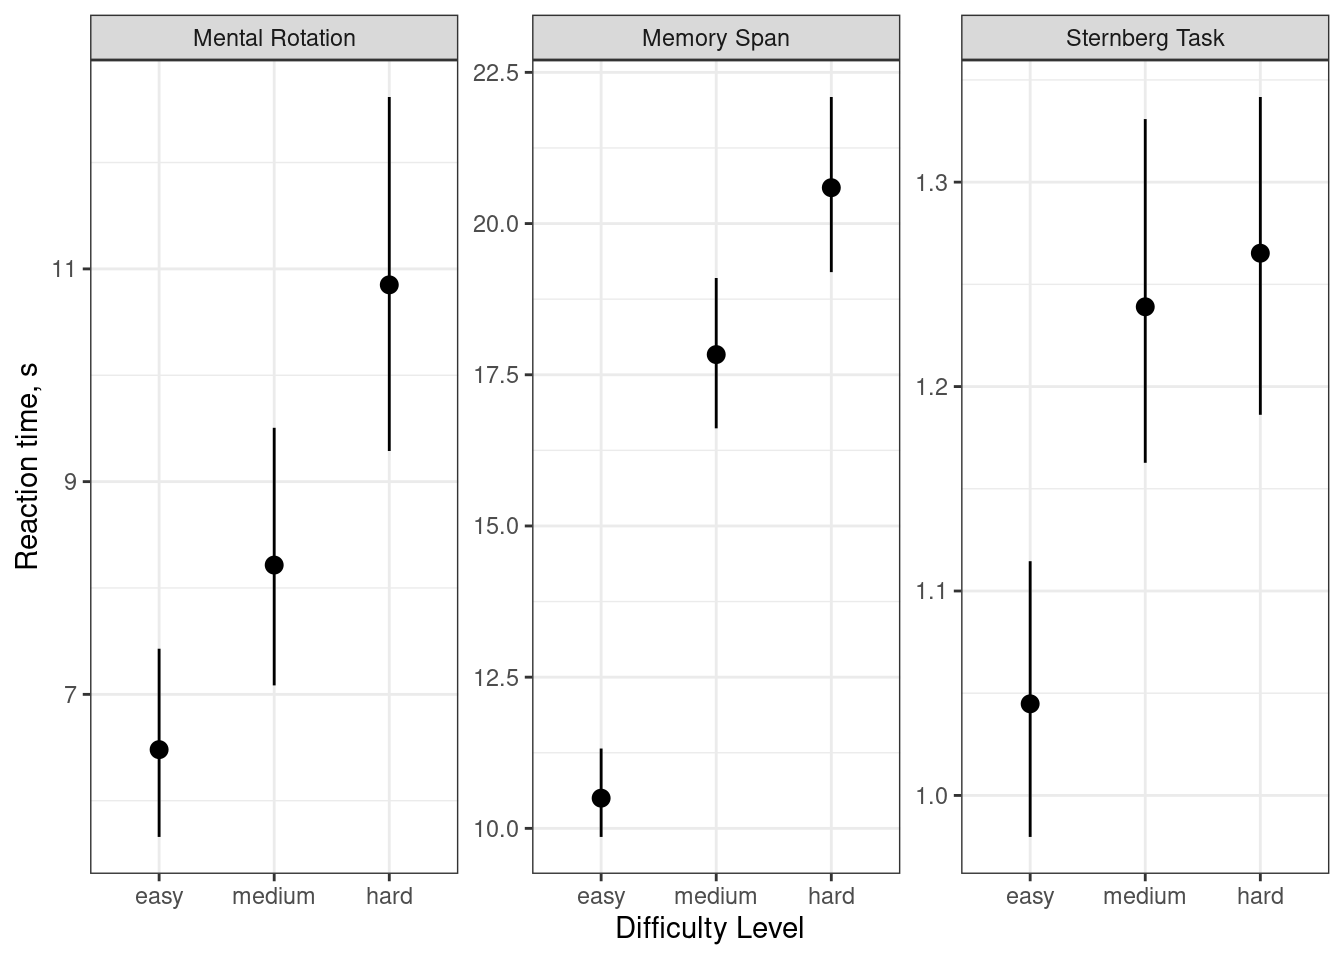 Mental Rotation
Memory Span
Sternberg Task
Reaction time, s
11
9
7
22.5
20.0
17.5
15.0
12.5
10.0
1.3
1.2
1.1
1.0
easy medium hard
easy medium hard
easy medium hard
Difficulty Level